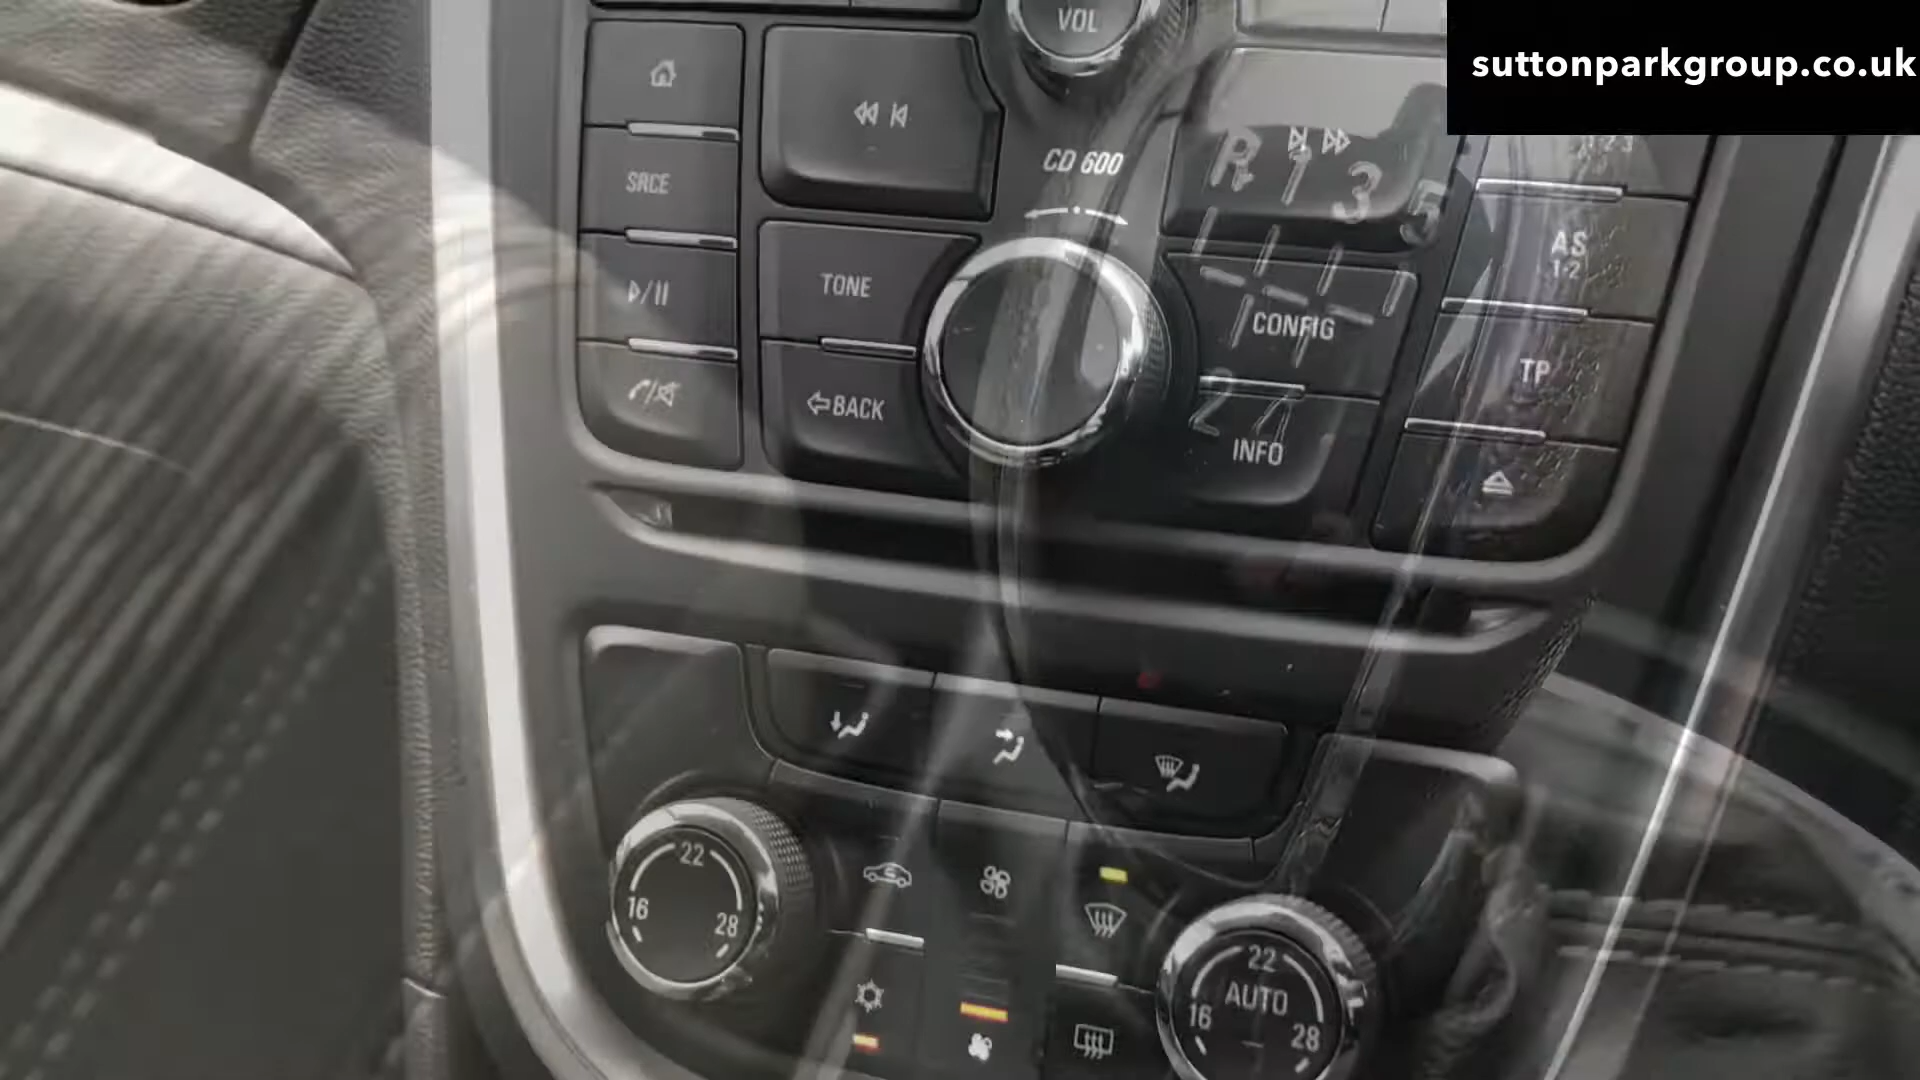 VOL
suttonparkgroup.co.uk
SRCE
CD 600
R 1 3 5
AS
1-2
TONE
CONFIG
TP
BACK
2 4
INFO
22
16
28
22
AUTO
16
28